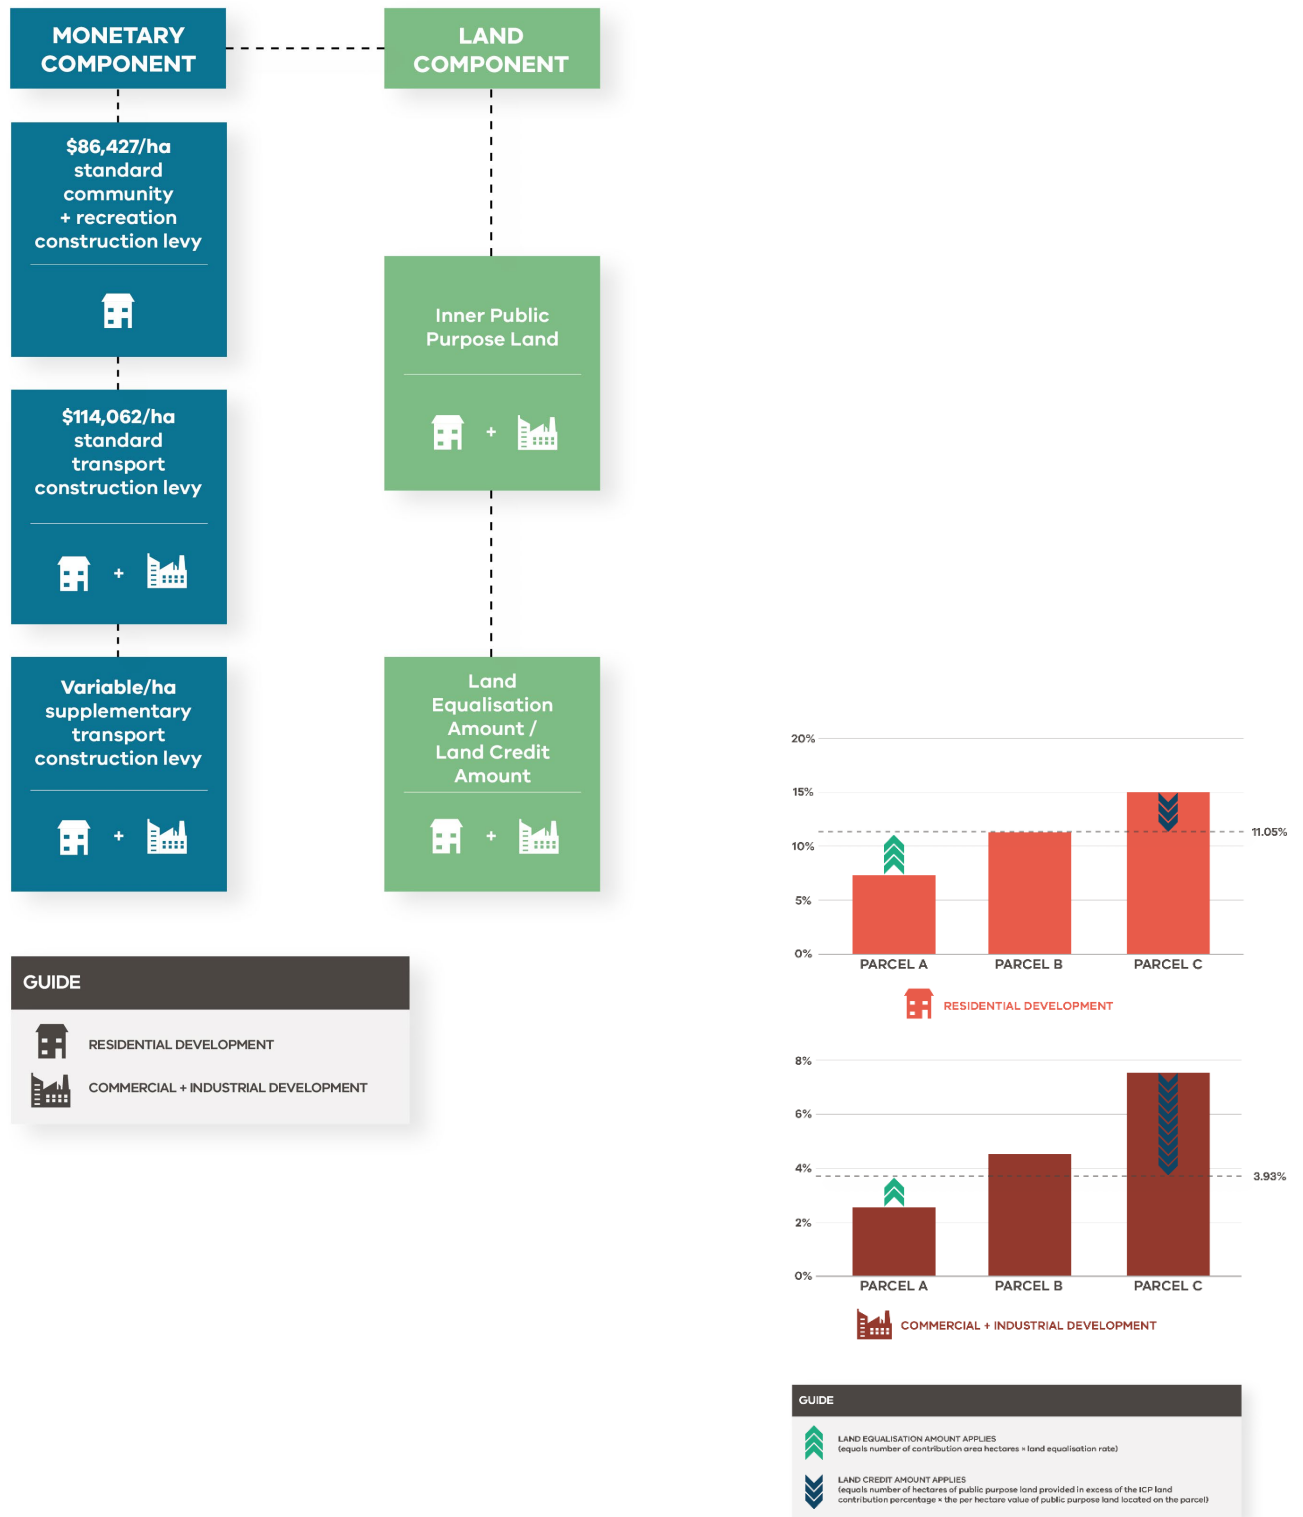 MONETARY
COMPONENT
LAND
COMPONENT
$86,427/ha
standard
community
+ recreation
construction levy
$114,062/ha
standard
transport
construction levy
+
Variable/ha
supplementary
transport
construction levy
+
Inner Public
Purpose Land
+
Land
Equalisation
Amount /
Land Credit
Amount
+
GUIDE
RESIDENTIAL DEVELOPMENT
COMMERCIAL + INDUSTRIAL DEVELOPMENT
20%
15%
11.05%
10%
5%
0%
PARCEL A PARCEL B PARCEL C
RESIDENTIAL DEVELOPMENT
8%
6%
4%
3.93%
2%
0%
PARCEL A PARCEL B PARCEL C
COMMERCIAL + INDUSTRIAL DEVELOPMENT
GUIDE
LAND EQUALISATION AMOUNT APPLIES
(equals number of contribution area hectares × land equalisation rate)
LAND CREDIT AMOUNT APPLIES
(equals number of hectares of public purpose land provided in excess of the ICP land
contribution percentage × the per hectare value of public purpose land located on the parcel)